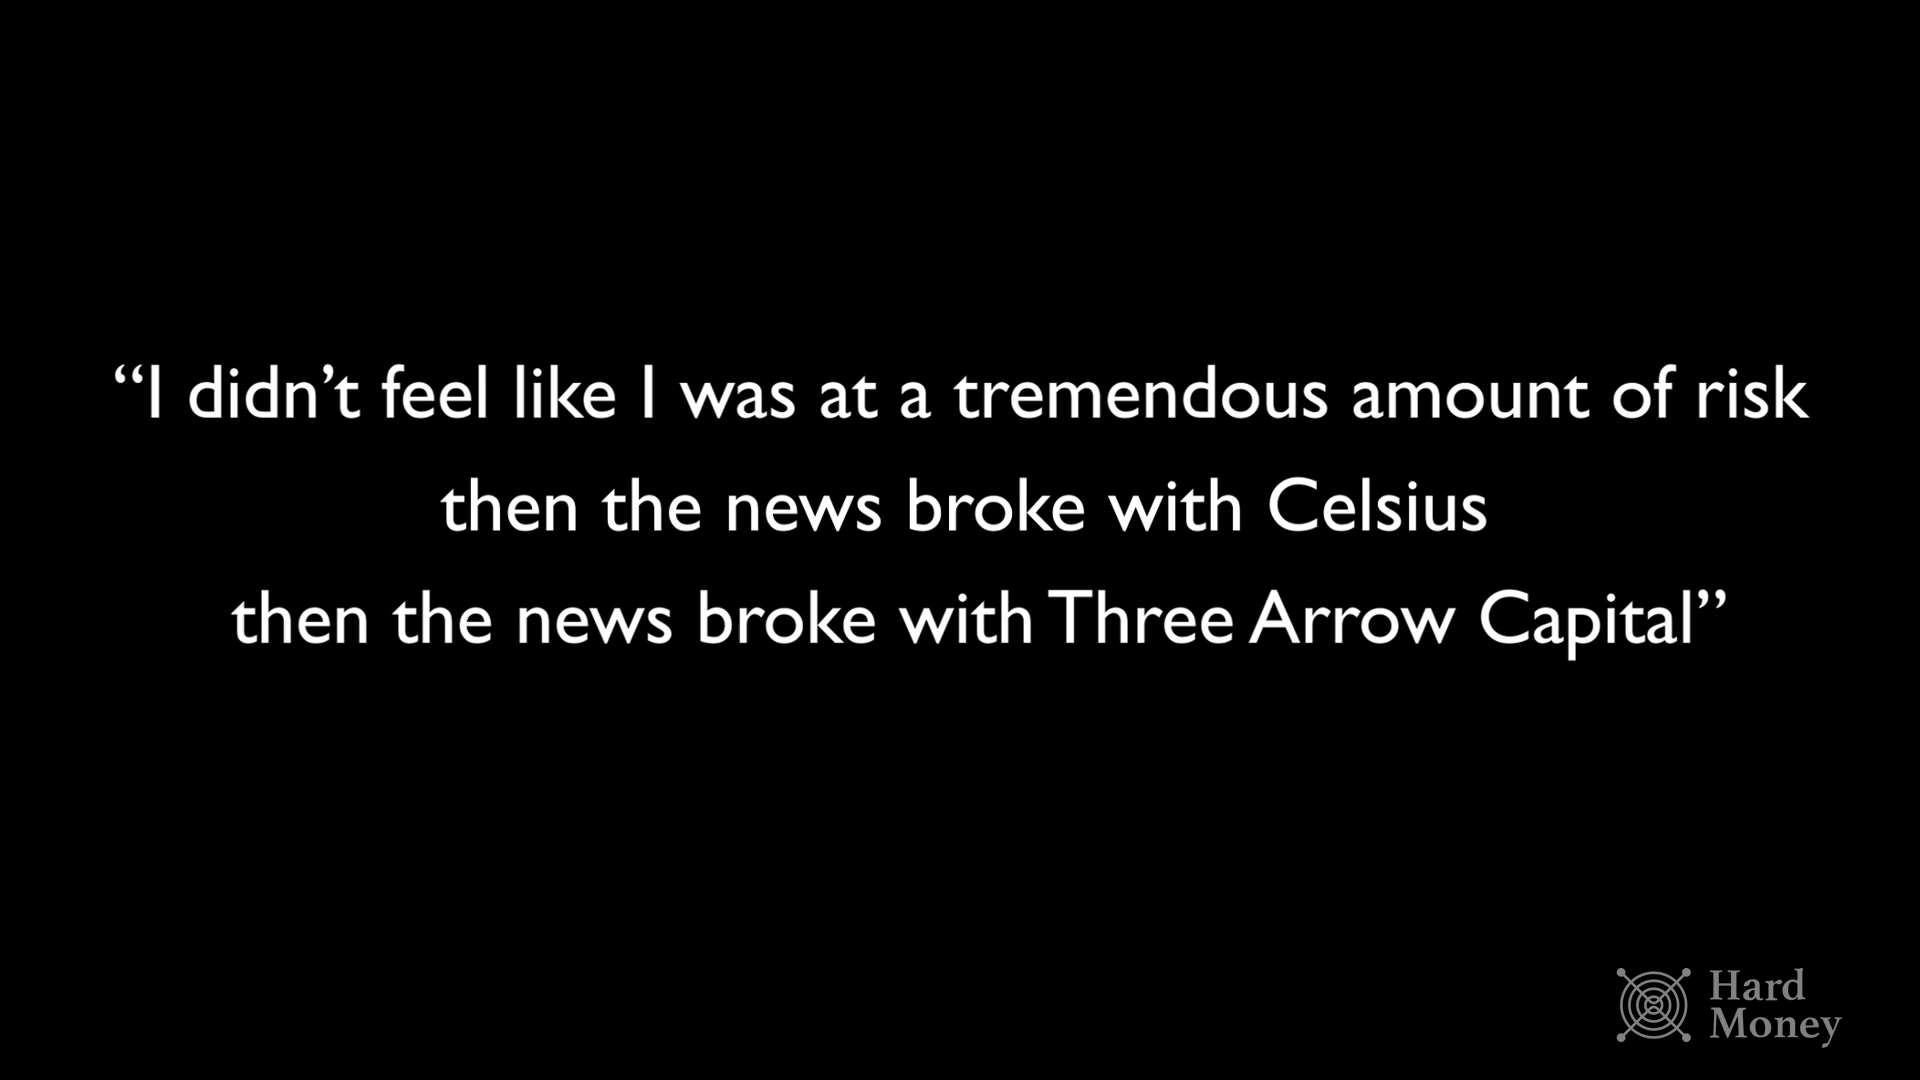 “I didn’t feel like I was at a tremendous amount of risk
then the news broke with Celsius
then the news broke with Three Arrow Capital”
Hard
Money